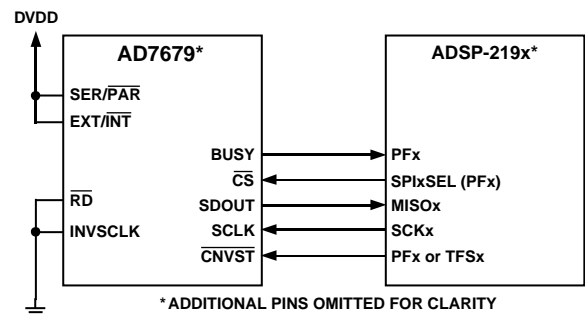 DVDD
AD7679*
ADSP-219x*
SER/PAR
EXT/INT
BUSY
PFx
CS
SPIxSEL (PFx)
RD
SDOUT
MISOx
INVSCLK
SCLK
SCKx
CNVST
PFx or TFSx
*ADDITIONAL PINS OMITTED FOR CLARITY